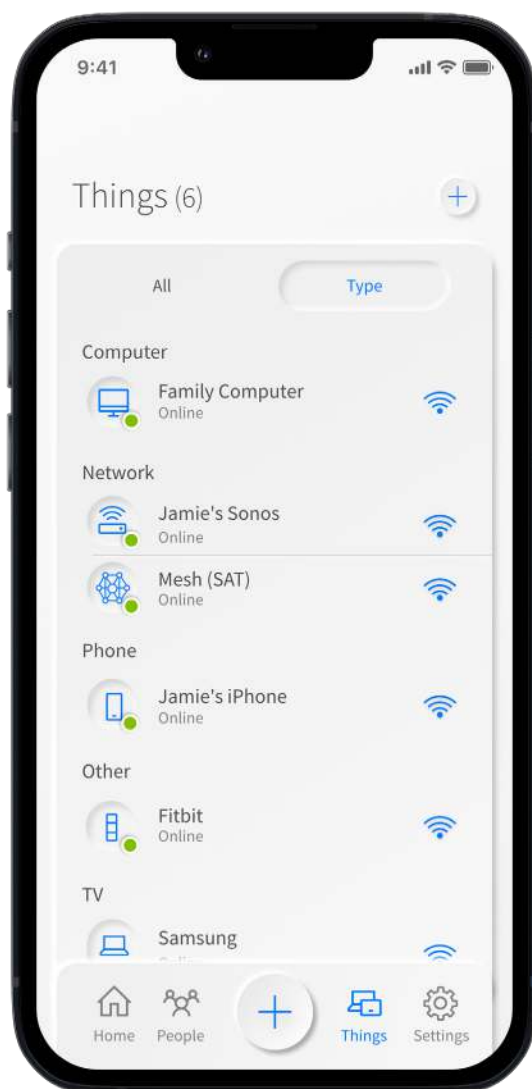 9:41
Things (6)
All
Type
Computer
Family Computer
Online
Network
Jamie's Sonos
Online
Mesh (SAT)
Online
Phone
Jamie's iPhone
Online
Other
Fitbit
Online
TV
Samsung
Home
People
Things
Settings